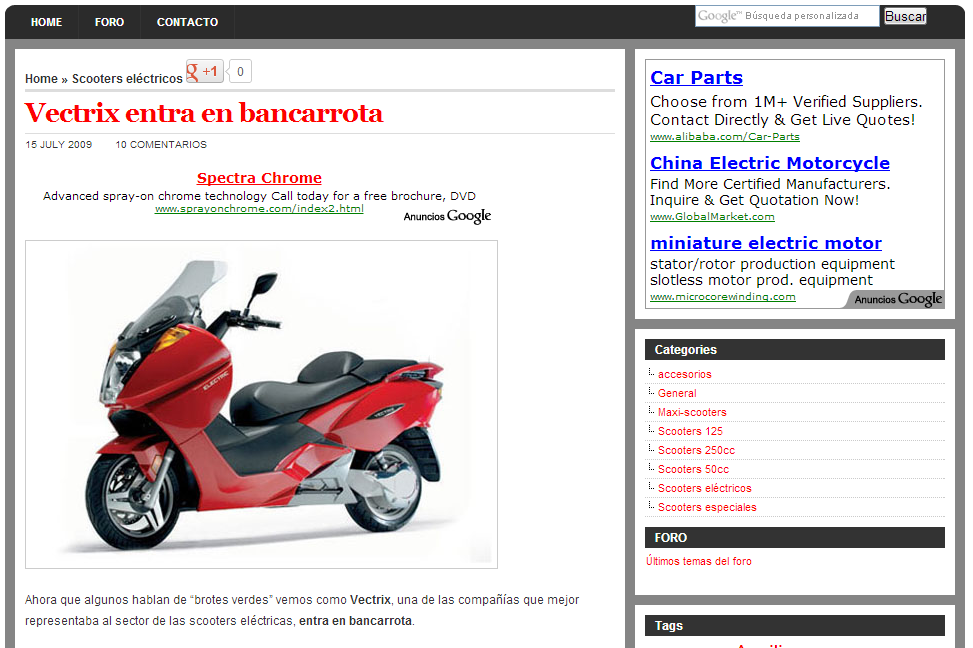 HOME FORO CONTACTO
Google™ Búsqueda personalizada Buscar
Home » Scooters eléctricos +1 0
Vectrix entra en bancarrota
15 JULY 2009 10 COMENTARIOS
Spectra Chrome
Advanced spray-on chrome technology Call today for a free brochure, DVD
www.sprayonchrome.com/index2.html
Anuncios Google
ELECTRIC
VECTRIX
Ahora que algunos hablan de “brotes verdes” vemos como Vectrix, una de las compañías que mejor
representaba al sector de las scooters eléctricas, entra en bancarrota.
Car Parts
Choose from 1M+ Verified Suppliers.
Contact Directly & Get Live Quotes!
www.alibaba.com/Car-Parts
China Electric Motorcycle
Find More Certified Manufacturers.
Inquire & Get Quotation Now!
www.GlobalMarket.com
miniature electric motor
stator/rotor production equipment
slotless motor prod. equipment
www.microcorewinding.com
Anuncios Google
Categories
accesorios
General
Maxi-scooters
Scooters 125
Scooters 250cc
Scooters 50cc
Scooters eléctricos
Scooters especiales
FORO
Últimos temas del foro
Tags